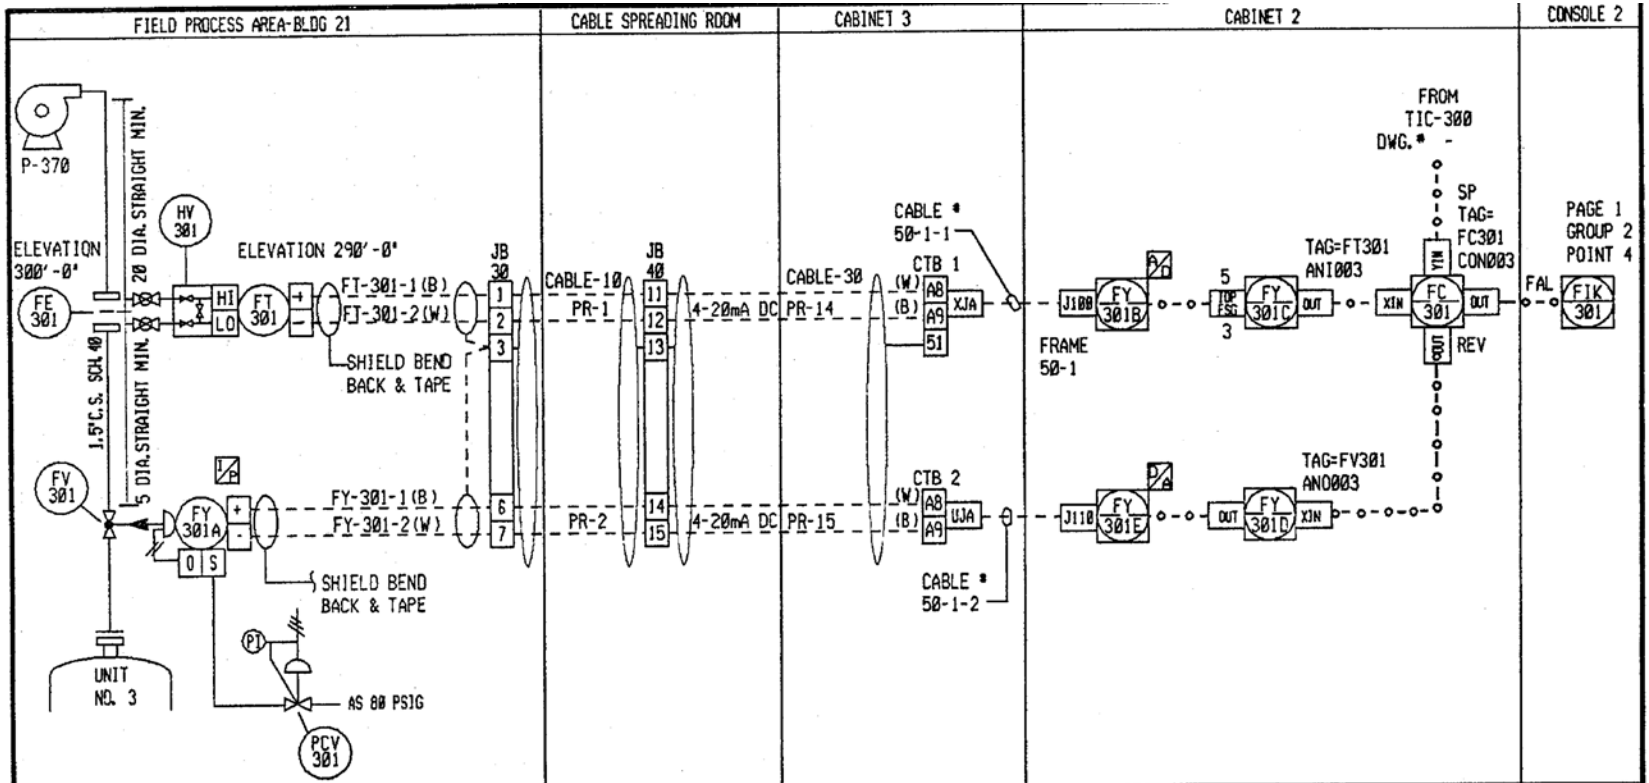 FIELD PROCESS AREA-BLDG 21
CABLE SPREADING ROOM
CABINET 3
CABINET 2
CONSOLE 2
P-370
20 DIA. STRAIGHT MIN.
5 DIA. STRAIGHT MIN.
1.5"C.S. SCH. 40
ELEVATION
300'-0"
FE
301
HV
301
ELEVATION 290'-0"
HI
LO
FT
301
+
-
FT-301-1(B)
FT-301-2(W)
SHIELD BEND
BACK & TAPE
JB
30
1
2
3
6
7
CABLE-10
PR-1
PR-2
JB
40
11
12
13
14
15
4-20mA DC
4-20mA DC
CABLE-30
PR-14
PR-15
CABLE #
50-1-1
CTB 1
(W)
(B)
A8
A9
51
XJA
J108
FY
301B
A/D
FRAME
50-1
5
TOP
FSG
3
FY
301C
OUT
TAG=FT301
ANI003
FROM
TIC-300
DWG.# -
SP
TAG=
FC301
CON003
YIN
XIN
FC
301
OUT
OUT
REV
FAL
PAGE 1
GROUP 2
POINT 4
FIK
301
FV
301
I/P
FY
301A
+
-
O S
FY-301-1(B)
FY-301-2(W)
SHIELD BEND
BACK & TAPE
CTB 2
(W)
(B)
A8
A9
UJA
CABLE #
50-1-2
J110
FY
301E
D/A
OUT
FY
301D
XIN
TAG=FV301
ANO003
UNIT
NO. 3
PI
AS 80 PSIG
PCV
301